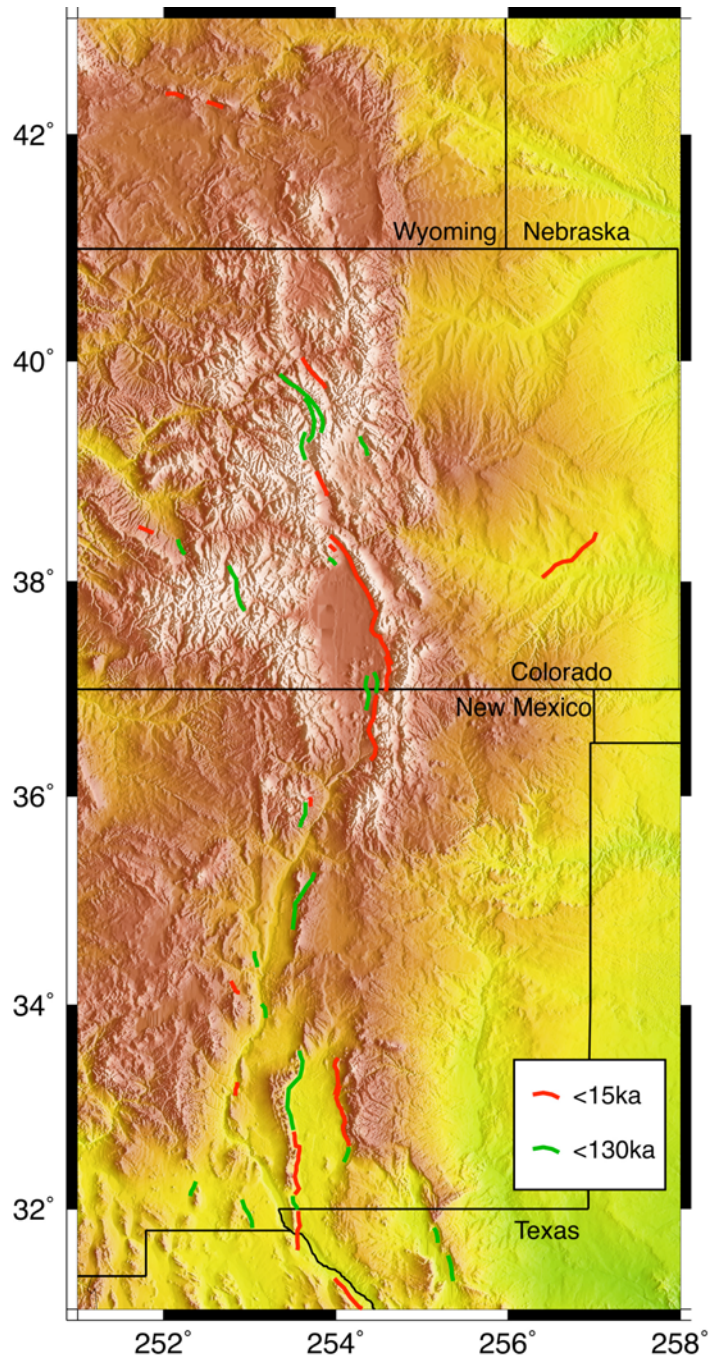 42°
Wyoming
Nebraska
40°
38°
Colorado
New Mexico
36°
34°
<15ka
<130ka
32°
Texas
252°
254°
256°
258°